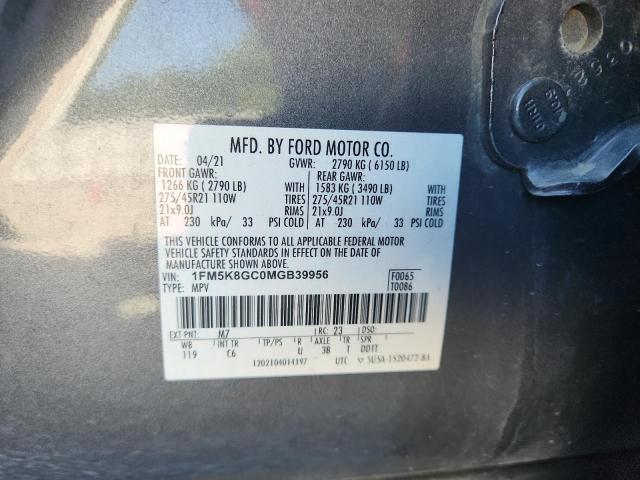 MFD. BY FORD MOTOR CO.
DATE: 04/21 GVWR: 2790 KG ( 6150 LB)
FRONT GAWR: REAR GAWR:
1266 KG ( 2790 LB) WITH 1583 KG ( 3490 LB) WITH
275/45R21 110W TIRES 275/45R21 110W TIRES
21x9.0J RIMS 21x9.0J RIMS
AT 230 kPa/ 33 PSI COLD AT 230 kPa/ 33 PSI COLD
THIS VEHICLE CONFORMS TO ALL APPLICABLE FEDERAL MOTOR
VEHICLE SAFETY STANDARDS IN EFFECT ON THE DATE OF
MANUFACTURE SHOWN ABOVE.
VIN: 1FM5K8GC0MGB39956 F0065
TYPE: MPV T0086
EXT PNT: M7 RC: 23 DSO:
WB INT TR TP/PS R AXLE TR SPR
119 C6 U 3B T DDTT
1202104014197 UTC 5U5A-1520472-BA